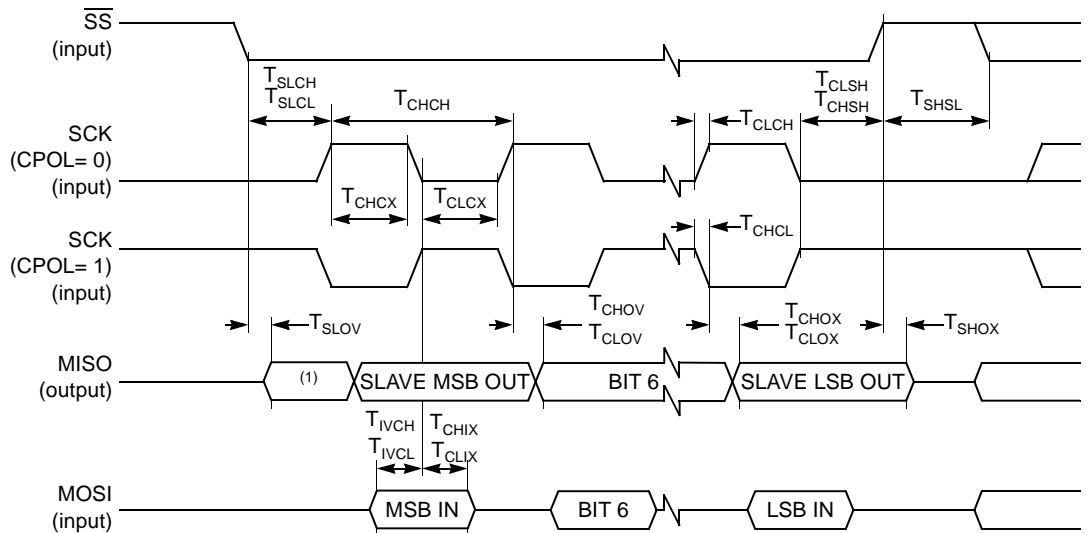 SS
(input)
T_SLCH
T_SLCL
T_CHCH
T_CLCH
T_CLSH
T_CHSH
T_SHSL
SCK
(CPOL= 0)
(input)
T_CHCX
T_CLCX
T_CHCL
SCK
(CPOL= 1)
(input)
T_SLOV
T_CHOV
T_CLOV
T_CHOX
T_CLOX
T_SHOX
MISO
(output)
(1)
SLAVE MSB OUT
BIT 6
SLAVE LSB OUT
T_IVCH
T_IVCL
T_CHIX
T_CLIX
MOSI
(input)
MSB IN
BIT 6
LSB IN